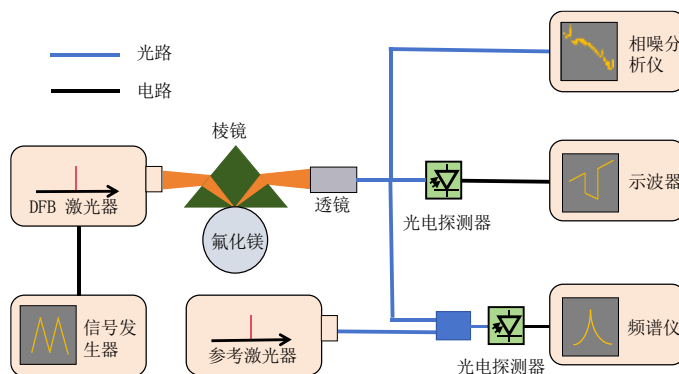 光路
电路
棱镜
相噪分
析仪
DFB 激光器
氟化镁
透镜
光电探测器
示波器
信号发
生器
参考激光器
光电探测器
频谱仪